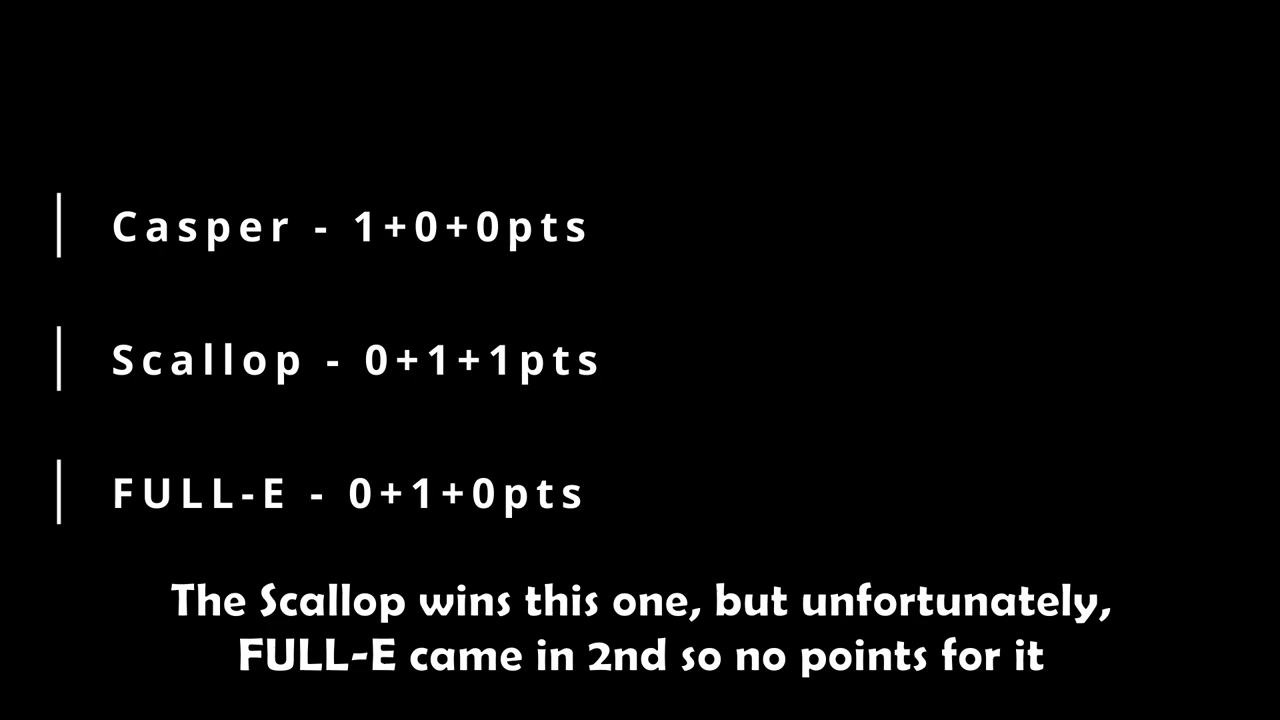 Casper - 1+0+0pts
Scallop - 0+1+1pts
FULL-E - 0+1+0pts
The Scallop wins this one, but unfortunately,
FULL-E came in 2nd so no points for it